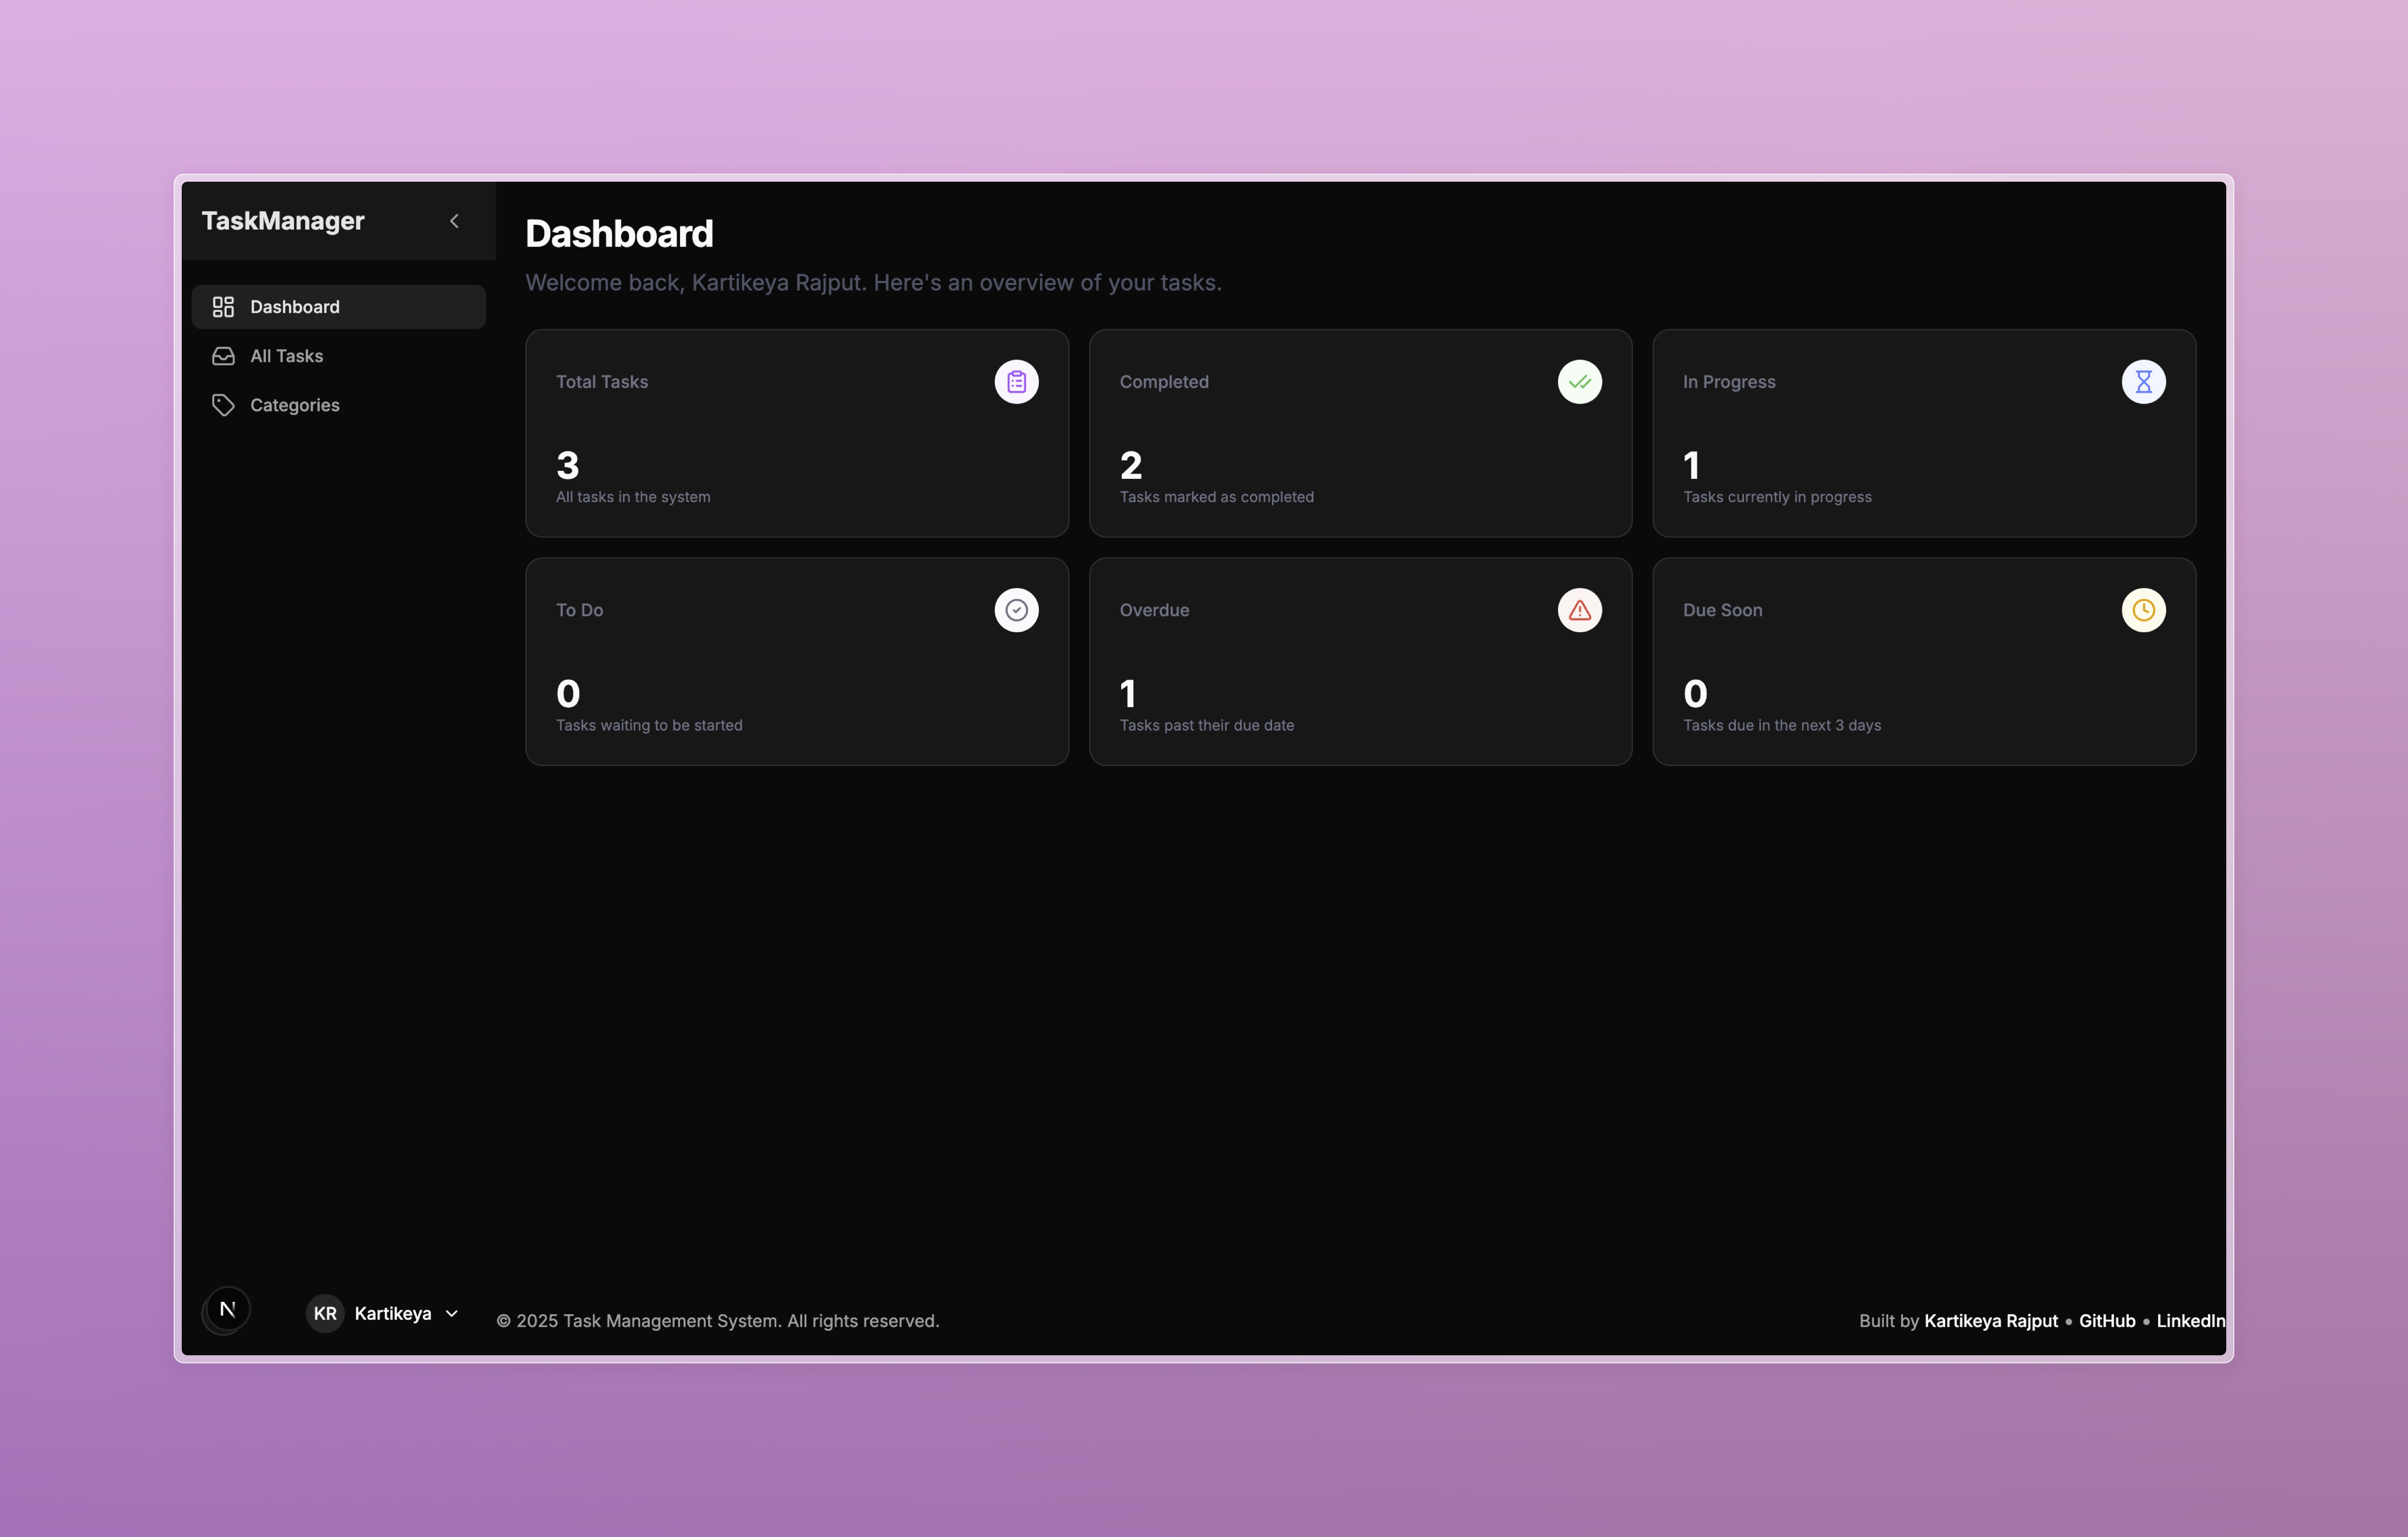 TaskManager
Dashboard
All Tasks
Categories
Dashboard
Welcome back, Kartikeya Rajput. Here's an overview of your tasks.
Total Tasks
3
All tasks in the system
Completed
2
Tasks marked as completed
In Progress
1
Tasks currently in progress
To Do
0
Tasks waiting to be started
Overdue
1
Tasks past their due date
Due Soon
0
Tasks due in the next 3 days
N
KR Kartikeya
© 2025 Task Management System. All rights reserved.
Built by Kartikeya Rajput • GitHub • LinkedIn